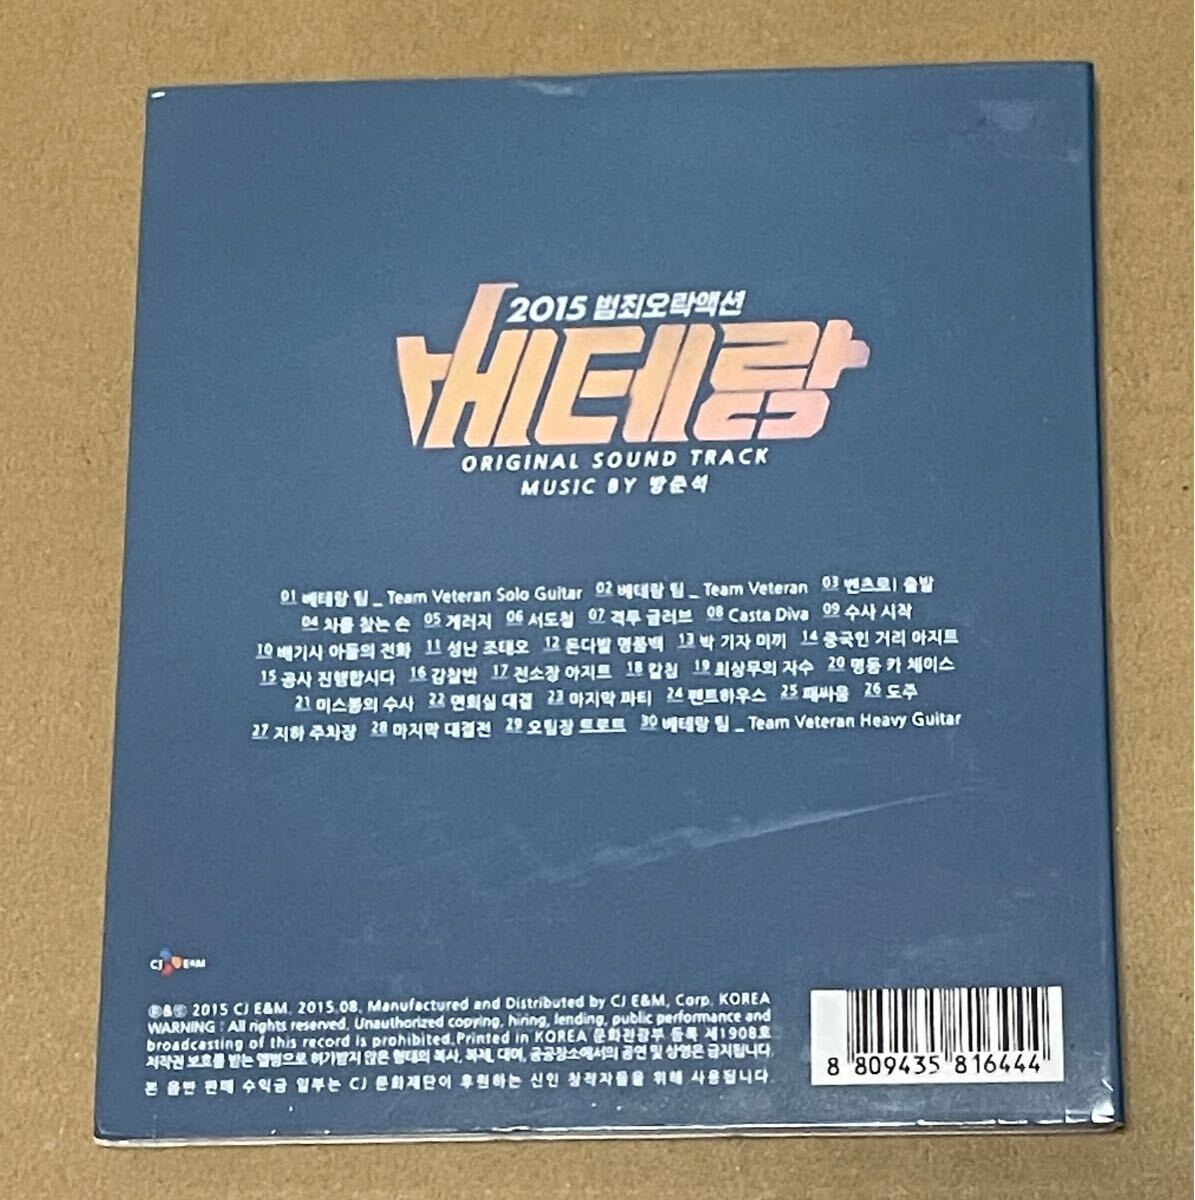 2015 범죄오락액션
베테랑
ORIGINAL SOUND TRACK
MUSIC BY 방준석
01 베테랑 팀 _ Team Veteran Solo Guitar 02 베테랑 팀 _ Team Veteran 03 벤츠로! 출발
04 차를 찾는 손 05 게러지 06 서도철 07 격투 글러브 08 Casta Diva 09 수사 시작
10 배기사 아들의 전화 11 성난 조태오 12 돈다발 명품백 13 박 기자 미끼 14 중국인 거리 아지트
15 공사 진행합시다 16 감찰반 17 전소장 아지트 18 칼침 19 최상무의 자수 20 명동 카 체이스
21 미스봉의 수사 22 면회실 대결 23 마지막 파티 24 펜트하우스 25 패싸움 26 도주
27 지하 주차장 28 마지막 대결전 29 오팀장 트로트 30 베테랑 팀 _ Team Veteran Heavy Guitar
CJ E&M
℗&© 2015 CJ E&M. 2015.08. Manufactured and Distributed by CJ E&M, Corp. KOREA
WARNING : All rights reserved. Unauthorized copying, hiring, lending, public performance and
broadcasting of this record is prohibited.Printed in KOREA 문화관광부 등록 제1908호
저작권 보호를 받는 앨범으로 허가받지 않은 형태의 복사, 복제, 대여, 공공장소에서의 공연 및 상영은 금지됩니다.
본 음반 판매 수익금 일부는 CJ 문화재단이 후원하는 신인 창작자들을 위해 사용됩니다.
8 809435 816444